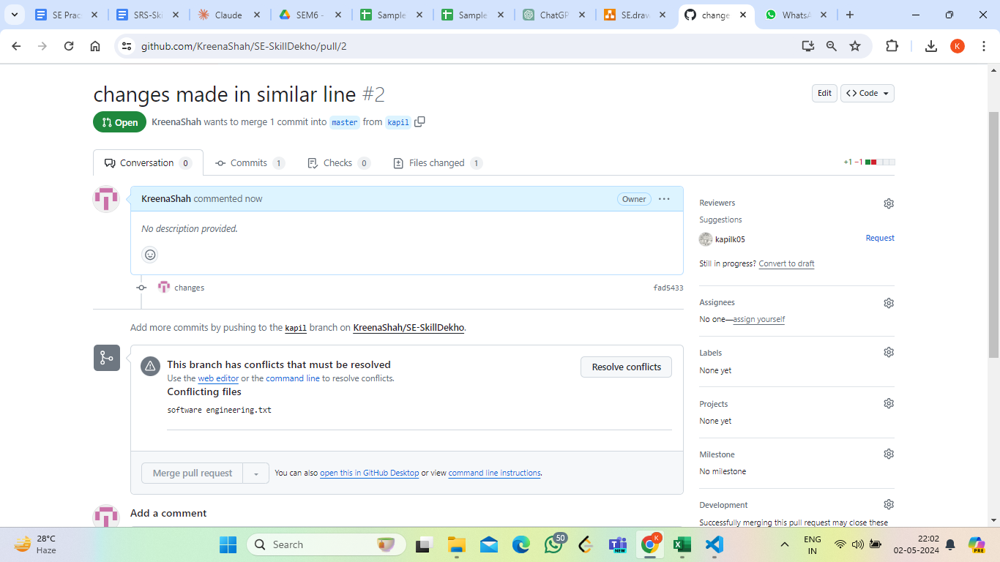 SE Prac
SRS-Ski
Claude
SEM6 -
Sample
Sample
ChatGP
SE.draw
change
WhatsA
github.com/KreenaShah/SE-SkillDekho/pull/2
K
changes made in similar line #2
Edit
<> Code
Open
KreenaShah wants to merge 1 commit into master from kapil
Conversation 0
Commits 1
Checks 0
Files changed 1
+1 −1
KreenaShah commented now
Owner
No description provided.
changes
fad5433
Add more commits by pushing to the kapil branch on KreenaShah/SE-SkillDekho.
This branch has conflicts that must be resolved
Use the web editor or the command line to resolve conflicts.
Resolve conflicts
Conflicting files
software engineering.txt
Merge pull request
You can also open this in GitHub Desktop or view command line instructions.
Add a comment
Reviewers
Suggestions
kapilk05
Request
Still in progress? Convert to draft
Assignees
No one—assign yourself
Labels
None yet
Projects
None yet
Milestone
No milestone
Development
Successfully merging this pull request may close these
28°C
Haze
Search
50
NEW
K
ENG
IN
22:02
02-05-2024
PRE